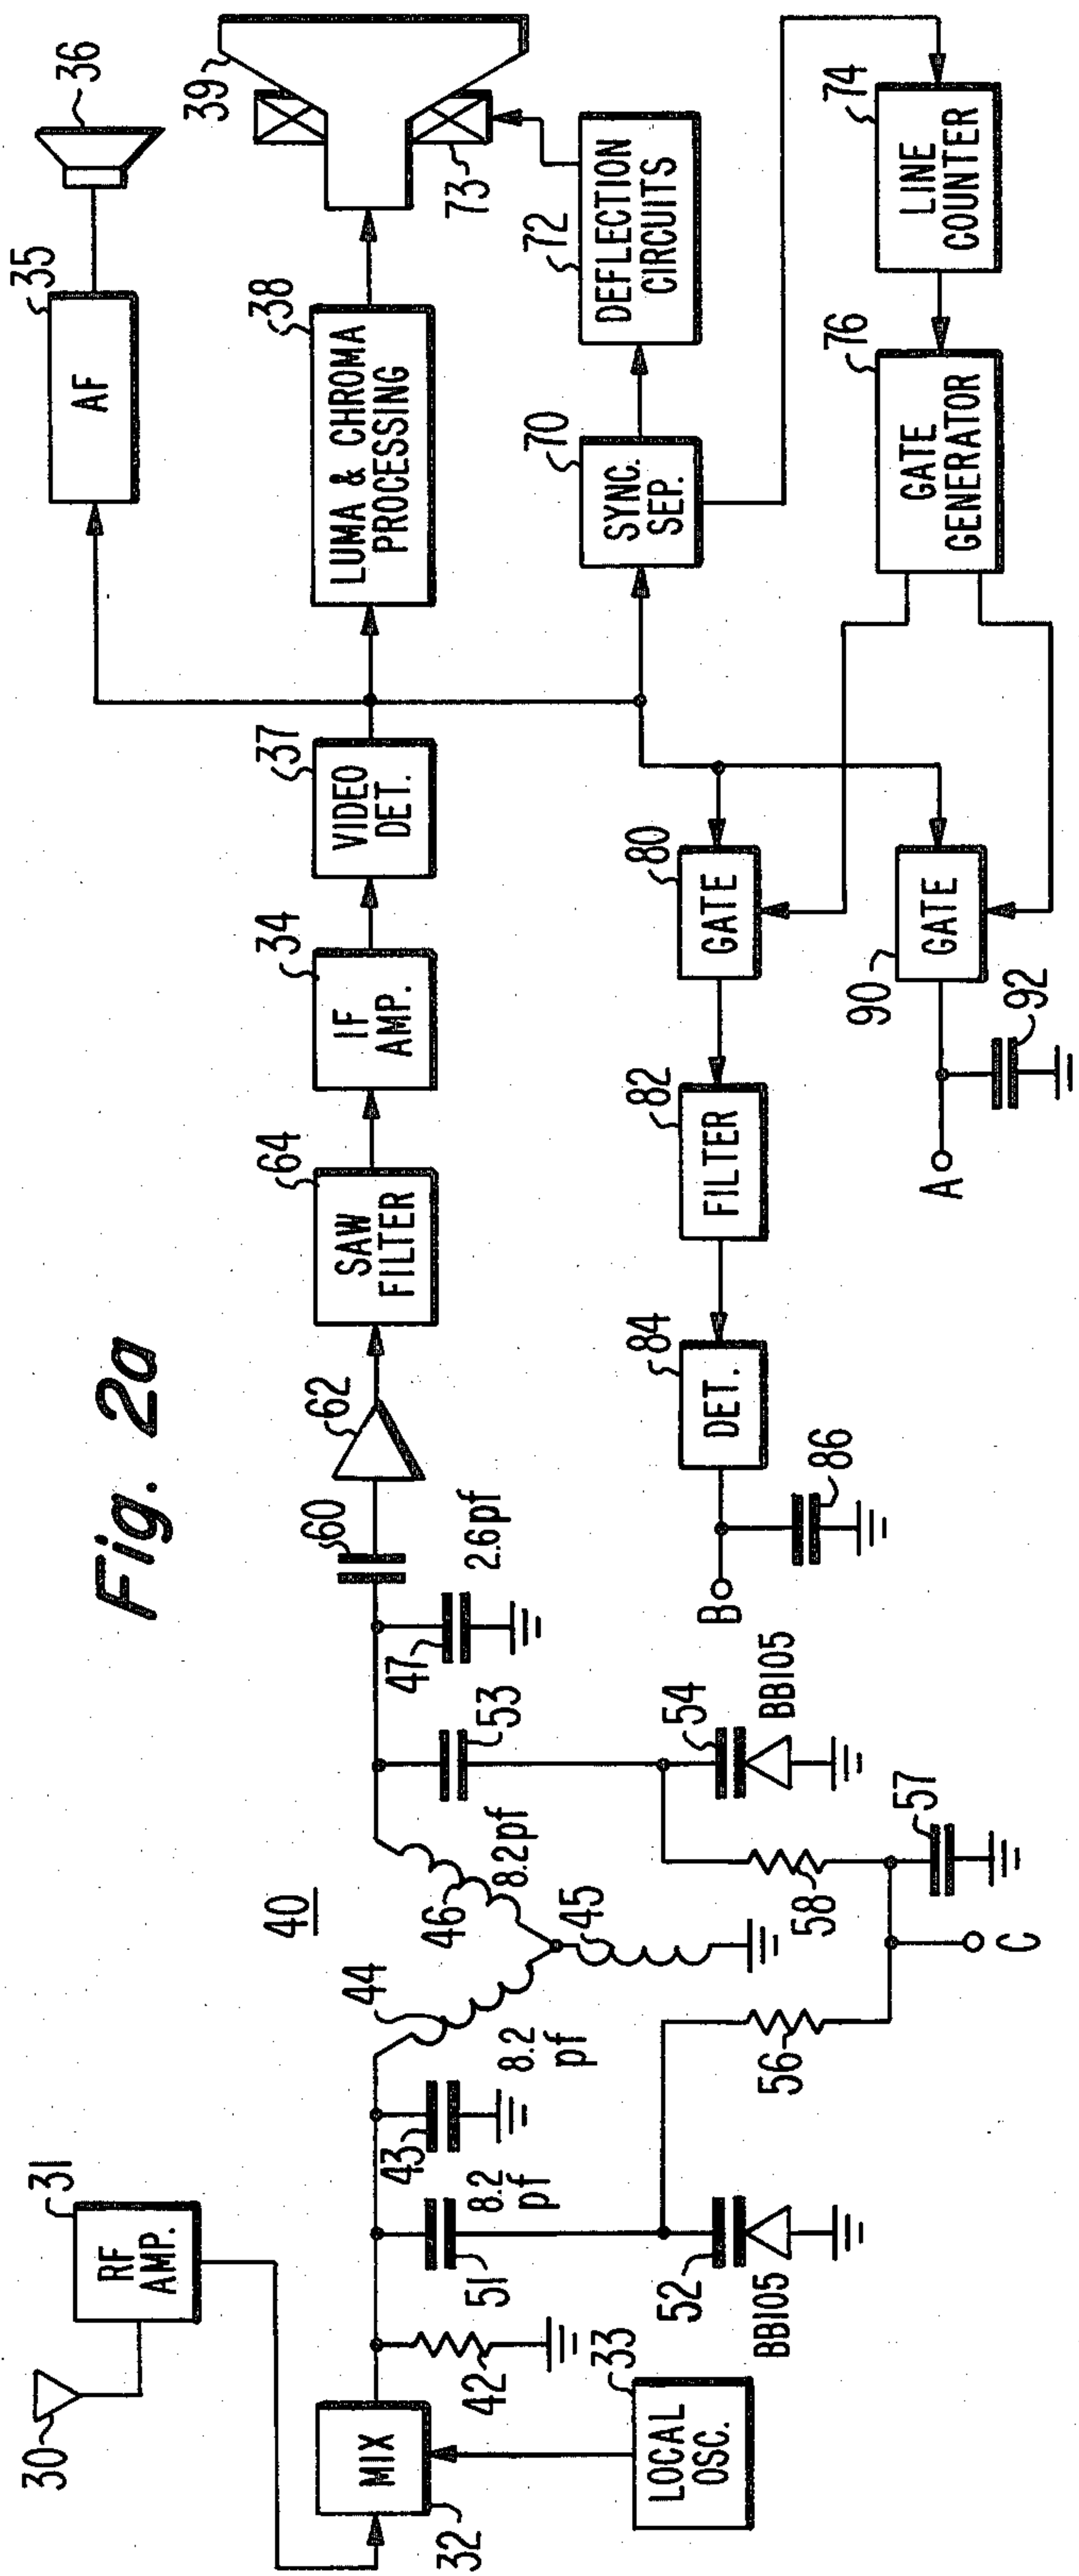 Fig. 2a
30
31
RF
AMP.
MIX
32
LOCAL
OSC.
33
42
51
8.2
pf
43
8.2
pf
52
BB105
44
40
46
45
8.2pf
53
47
2.6pf
54
BB105
56
58
57
C
60
62
SAW
FILTER
64
IF
AMP.
34
VIDEO
DET.
37
AF
35
36
LUMA & CHROMA
PROCESSING
38
39
73
SYNC.
SEP.
70
DEFLECTION
CIRCUITS
72
LINE
COUNTER
74
GATE
GENERATOR
76
GATE
80
FILTER
82
DET.
84
B
86
GATE
90
A
92